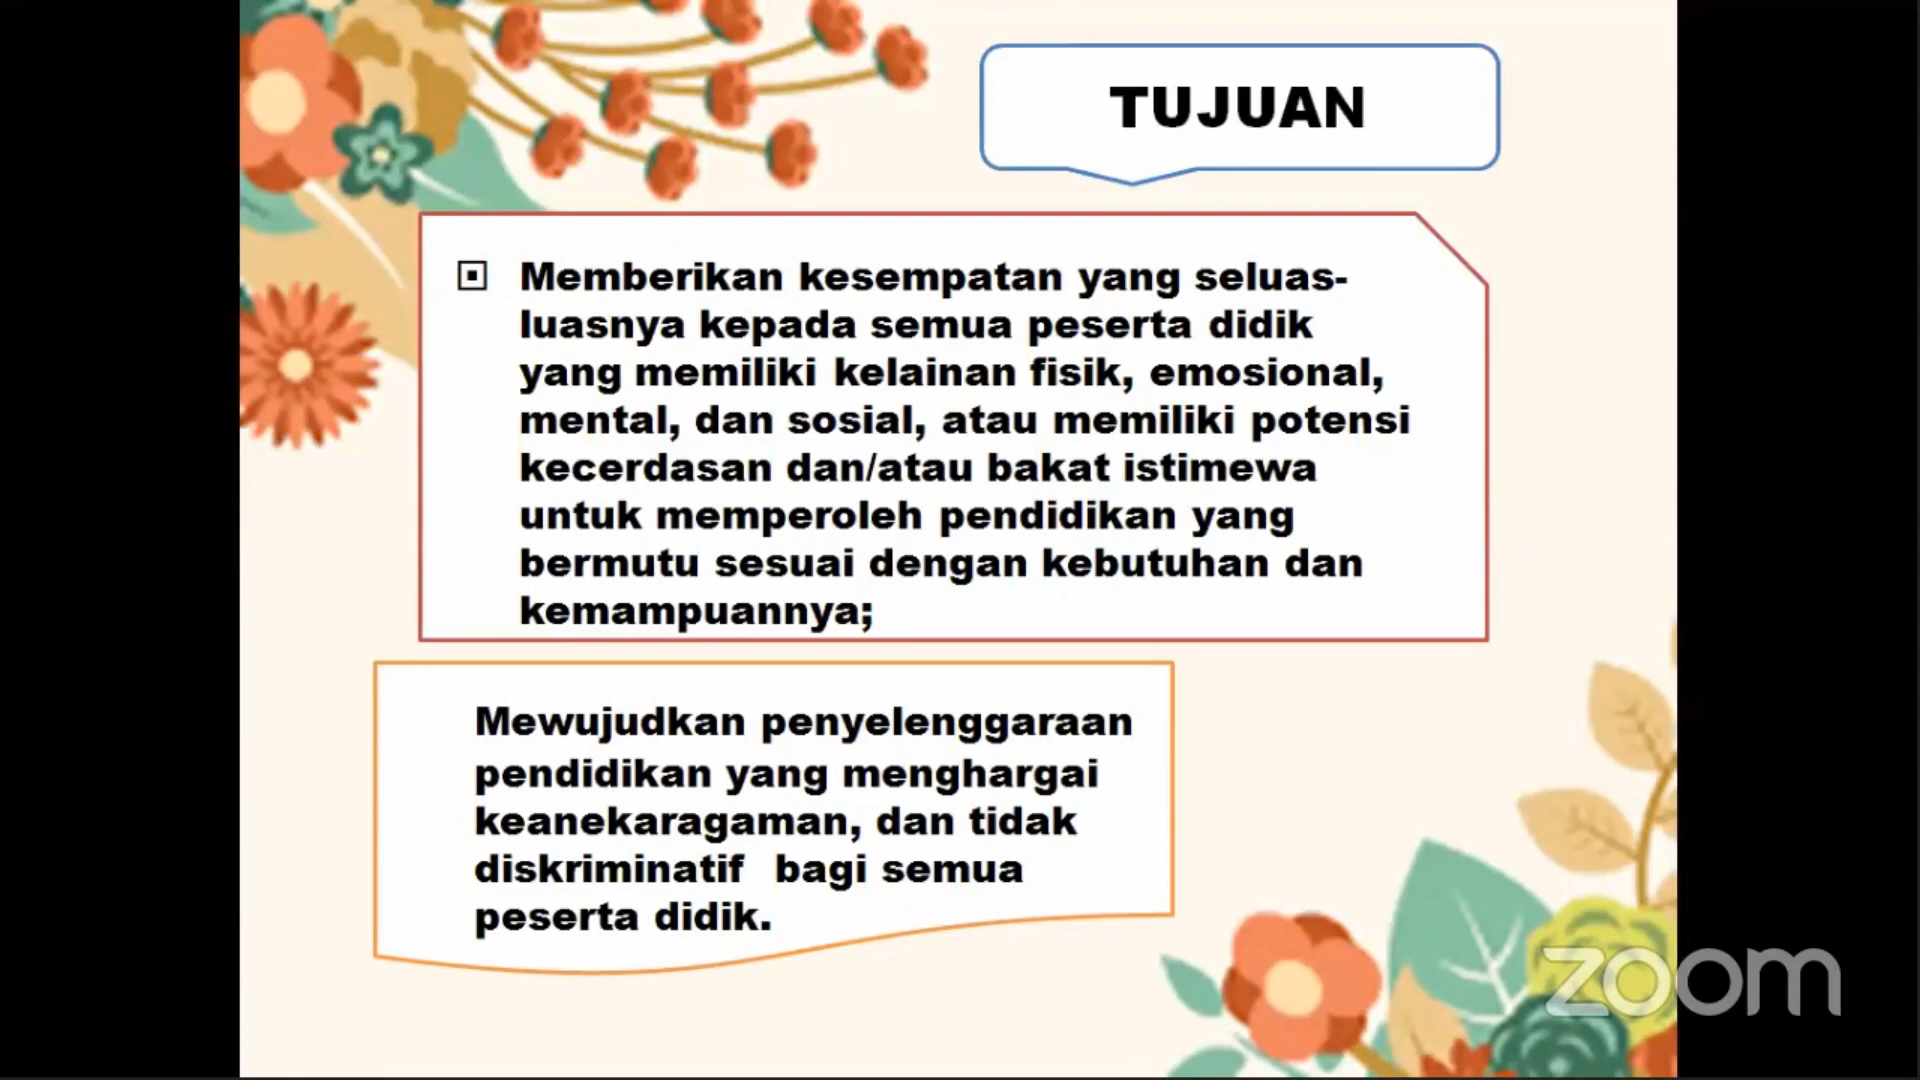 TUJUAN
Memberikan kesempatan yang seluas-
luasnya kepada semua peserta didik
yang memiliki kelainan fisik, emosional,
mental, dan sosial, atau memiliki potensi
kecerdasan dan/atau bakat istimewa
untuk memperoleh pendidikan yang
bermutu sesuai dengan kebutuhan dan
kemampuannya;
Mewujudkan penyelenggaraan
pendidikan yang menghargai
keanekaragaman, dan tidak
diskriminatif bagi semua
peserta didik.
zoom